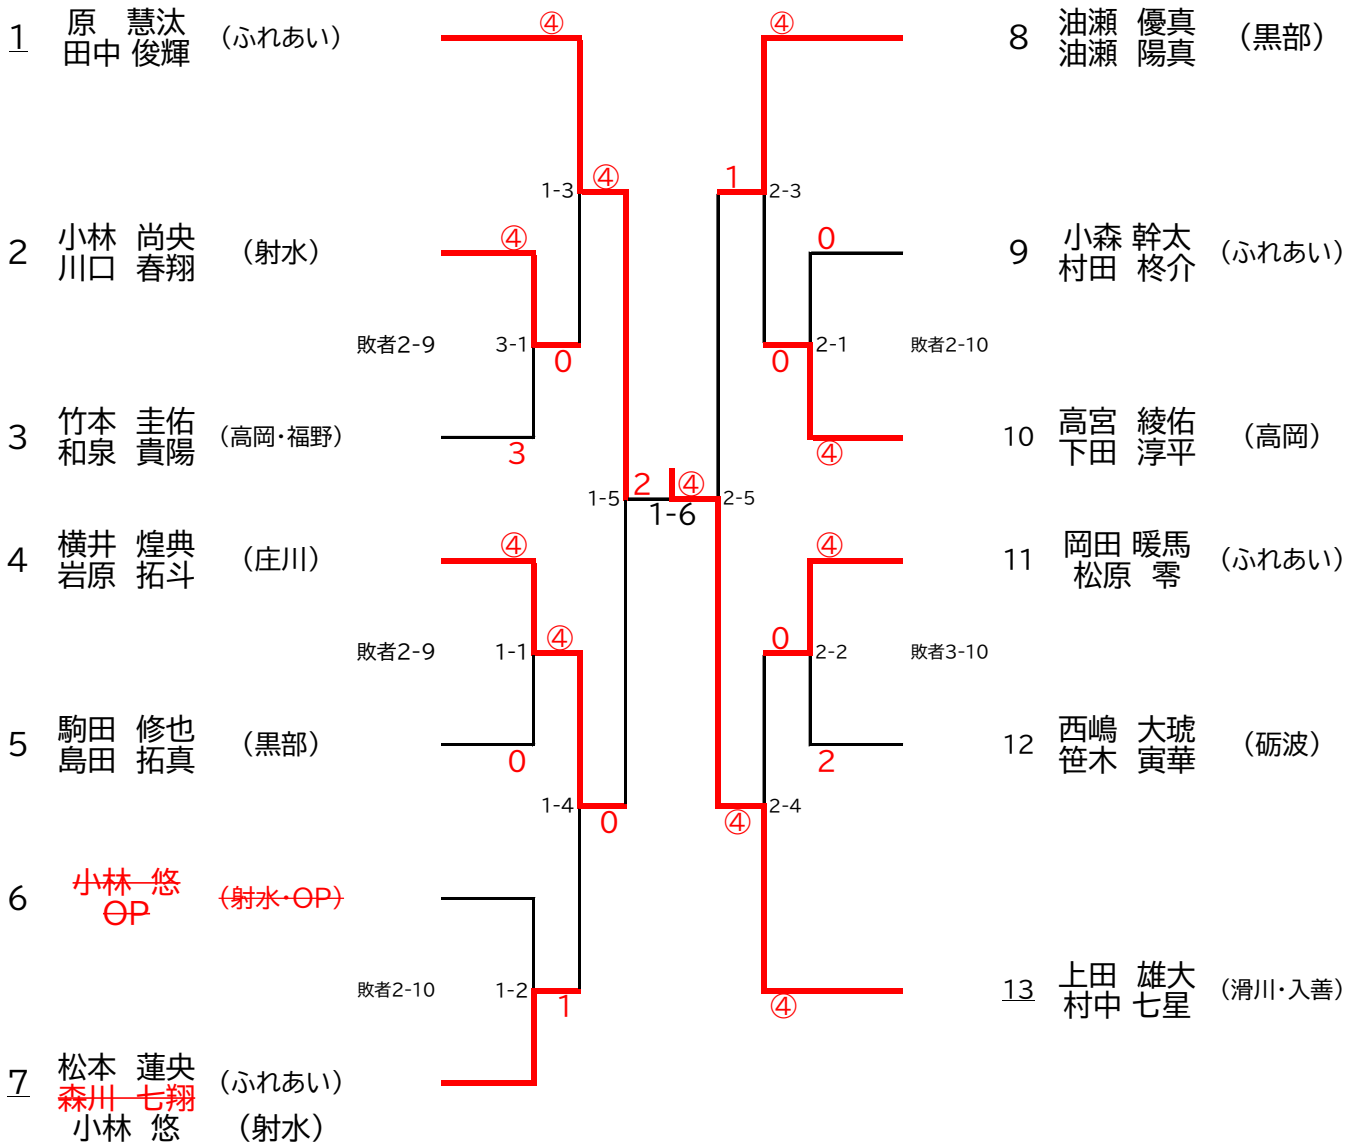 1 原 慧汰 (ふれあい)
田中 俊輝
④
④
8 油瀬 優真 (黒部)
油瀬 陽真
1-3 ④
1 2-3
2 小林 尚央 (射水)
川口 春翔
④
0
9 小森 幹太 (ふれあい)
村田 柊介
敗者2-9 3-1 0
0 2-1 敗者2-10
3 竹本 圭佑 (高岡・福野)
和泉 貴陽
3
④
10 高宮 綾佑 (高岡)
下田 淳平
1-5 2 ④ 2-5
1-6
4 横井 煌典 (庄川)
岩原 拓斗
④
④
11 岡田 暖馬 (ふれあい)
松原 零
敗者2-9 1-1 ④
0 2-2 敗者3-10
5 駒田 修也 (黒部)
島田 拓真
0
2
12 西嶋 大琥 (砺波)
笹木 寅華
1-4 0
④ 2-4
6 小林 悠 (射水・OP)
OP
敗者2-10 1-2 1
④
13 上田 雄大 (滑川・入善)
村中 七星
7 松本 蓮央 (ふれあい)
森川 七翔
小林 悠 (射水)